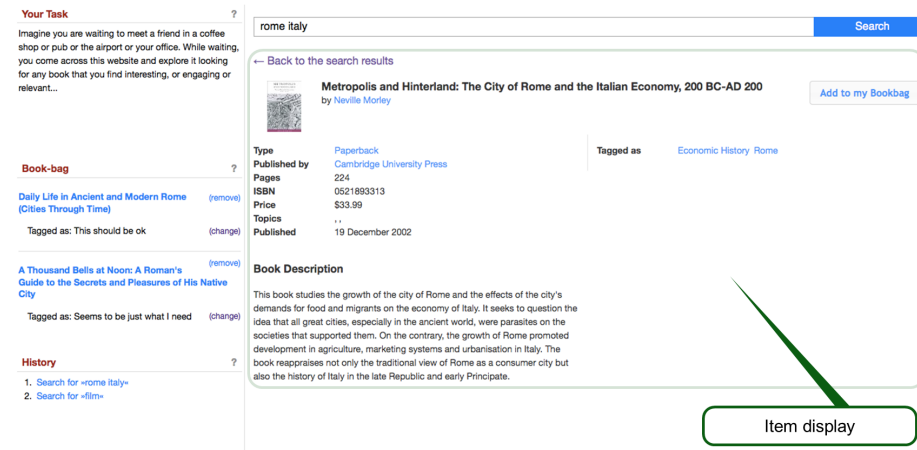 Your Task ?
Imagine you are waiting to meet a friend in a coffee
shop or pub or the airport or your office. While waiting,
you come across this website and explore it looking
for any book that you find interesting, or engaging or
relevant...
Book-bag ?
Daily Life in Ancient and Modern Rome (remove)
(Cities Through Time)
Tagged as: This should be ok (change)
(remove)
A Thousand Bells at Noon: A Roman's
Guide to the Secrets and Pleasures of His Native
City
Tagged as: Seems to be just what I need (change)
History ?
1. Search for »rome italy«
2. Search for »film«
rome italy Search
← Back to the search results
Metropolis and Hinterland: The City of Rome and the Italian Economy, 200 BC-AD 200
by Neville Morley
Add to my Bookbag
Type Paperback
Published by Cambridge University Press
Pages 224
ISBN 0521893313
Price $33.99
Topics , ,
Published 19 December 2002
Tagged as Economic History Rome
Book Description
This book studies the growth of the city of Rome and the effects of the city's
demands for food and migrants on the economy of Italy. It seeks to question the
idea that all great cities, especially in the ancient world, were parasites on the
societies that supported them. On the contrary, the growth of Rome promoted
development in agriculture, marketing systems and urbanisation in Italy. The
book reappraises not only the traditional view of Rome as a consumer city but
also the history of Italy in the late Republic and early Principate.
Item display